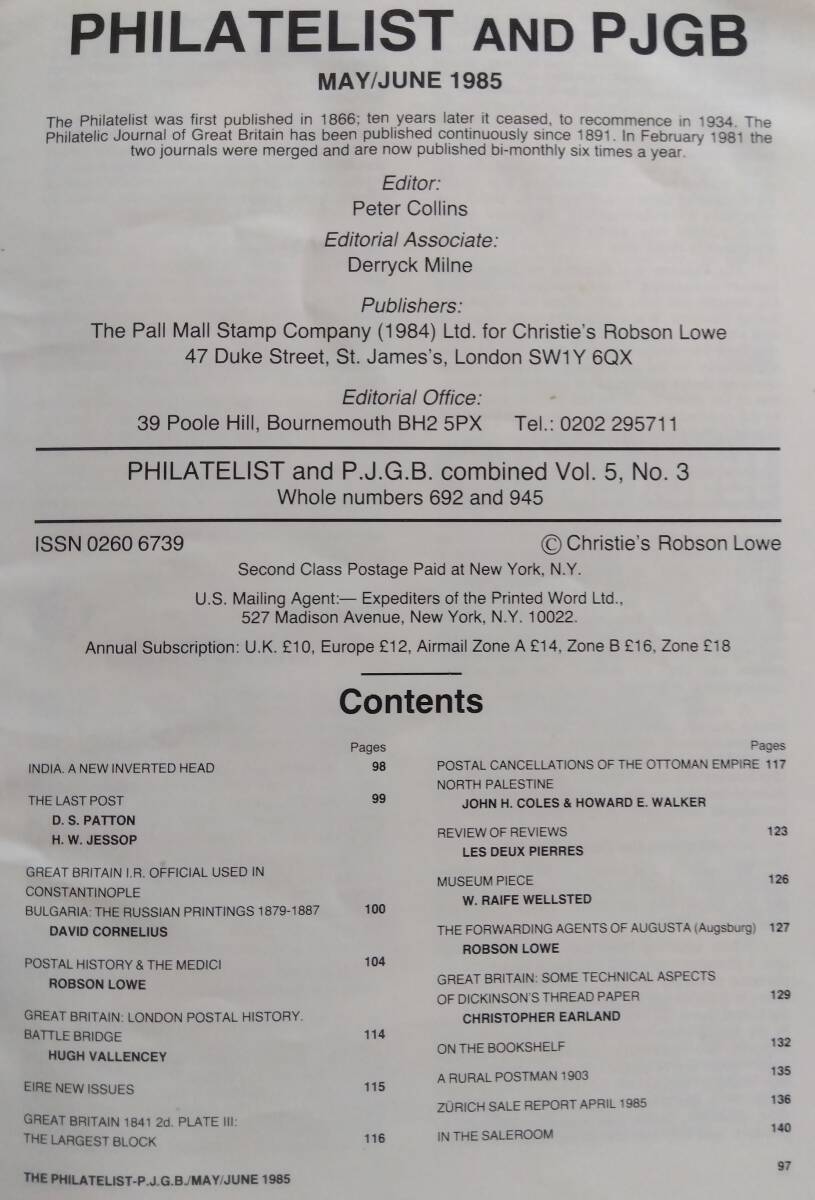 PHILATELIST AND PJGB
MAY/JUNE 1985
The Philatelist was first published in 1866; ten years later it ceased, to recommence in 1934. The
Philatelic Journal of Great Britain has been published continuously since 1891. In February 1981 the
two journals were merged and are now published bi-monthly six times a year.
Editor:
Peter Collins
Editorial Associate:
Derryck Milne
Publishers:
The Pall Mall Stamp Company (1984) Ltd. for Christie's Robson Lowe
47 Duke Street, St. James's, London SW1Y 6QX
Editorial Office:
39 Poole Hill, Bournemouth BH2 5PX Tel.: 0202 295711
PHILATELIST and P.J.G.B. combined Vol. 5, No. 3
Whole numbers 692 and 945
ISSN 0260 6739 © Christie's Robson Lowe
Second Class Postage Paid at New York, N.Y.
U.S. Mailing Agent:— Expediters of the Printed Word Ltd.,
527 Madison Avenue, New York, N.Y. 10022.
Annual Subscription: U.K. £10, Europe £12, Airmail Zone A £14, Zone B £16, Zone £18
Contents
Pages
INDIA. A NEW INVERTED HEAD 98
THE LAST POST 99
D. S. PATTON
H. W. JESSOP
GREAT BRITAIN I.R. OFFICIAL USED IN
CONSTANTINOPLE
BULGARIA: THE RUSSIAN PRINTINGS 1879-1887 100
DAVID CORNELIUS
POSTAL HISTORY & THE MEDICI 104
ROBSON LOWE
GREAT BRITAIN: LONDON POSTAL HISTORY.
BATTLE BRIDGE 114
HUGH VALLENCEY
EIRE NEW ISSUES 115
GREAT BRITAIN 1841 2d. PLATE III:
THE LARGEST BLOCK 116
Pages
POSTAL CANCELLATIONS OF THE OTTOMAN EMPIRE 117
NORTH PALESTINE
JOHN H. COLES & HOWARD E. WALKER
REVIEW OF REVIEWS 123
LES DEUX PIERRES
MUSEUM PIECE 126
W. RAIFE WELLSTED
THE FORWARDING AGENTS OF AUGUSTA (Augsburg) 127
ROBSON LOWE
GREAT BRITAIN: SOME TECHNICAL ASPECTS
OF DICKINSON'S THREAD PAPER 129
CHRISTOPHER EARLAND
ON THE BOOKSHELF 132
A RURAL POSTMAN 1903 135
ZÜRICH SALE REPORT APRIL 1985 136
IN THE SALEROOM 140
THE PHILATELIST-P.J.G.B./MAY/JUNE 1985 97